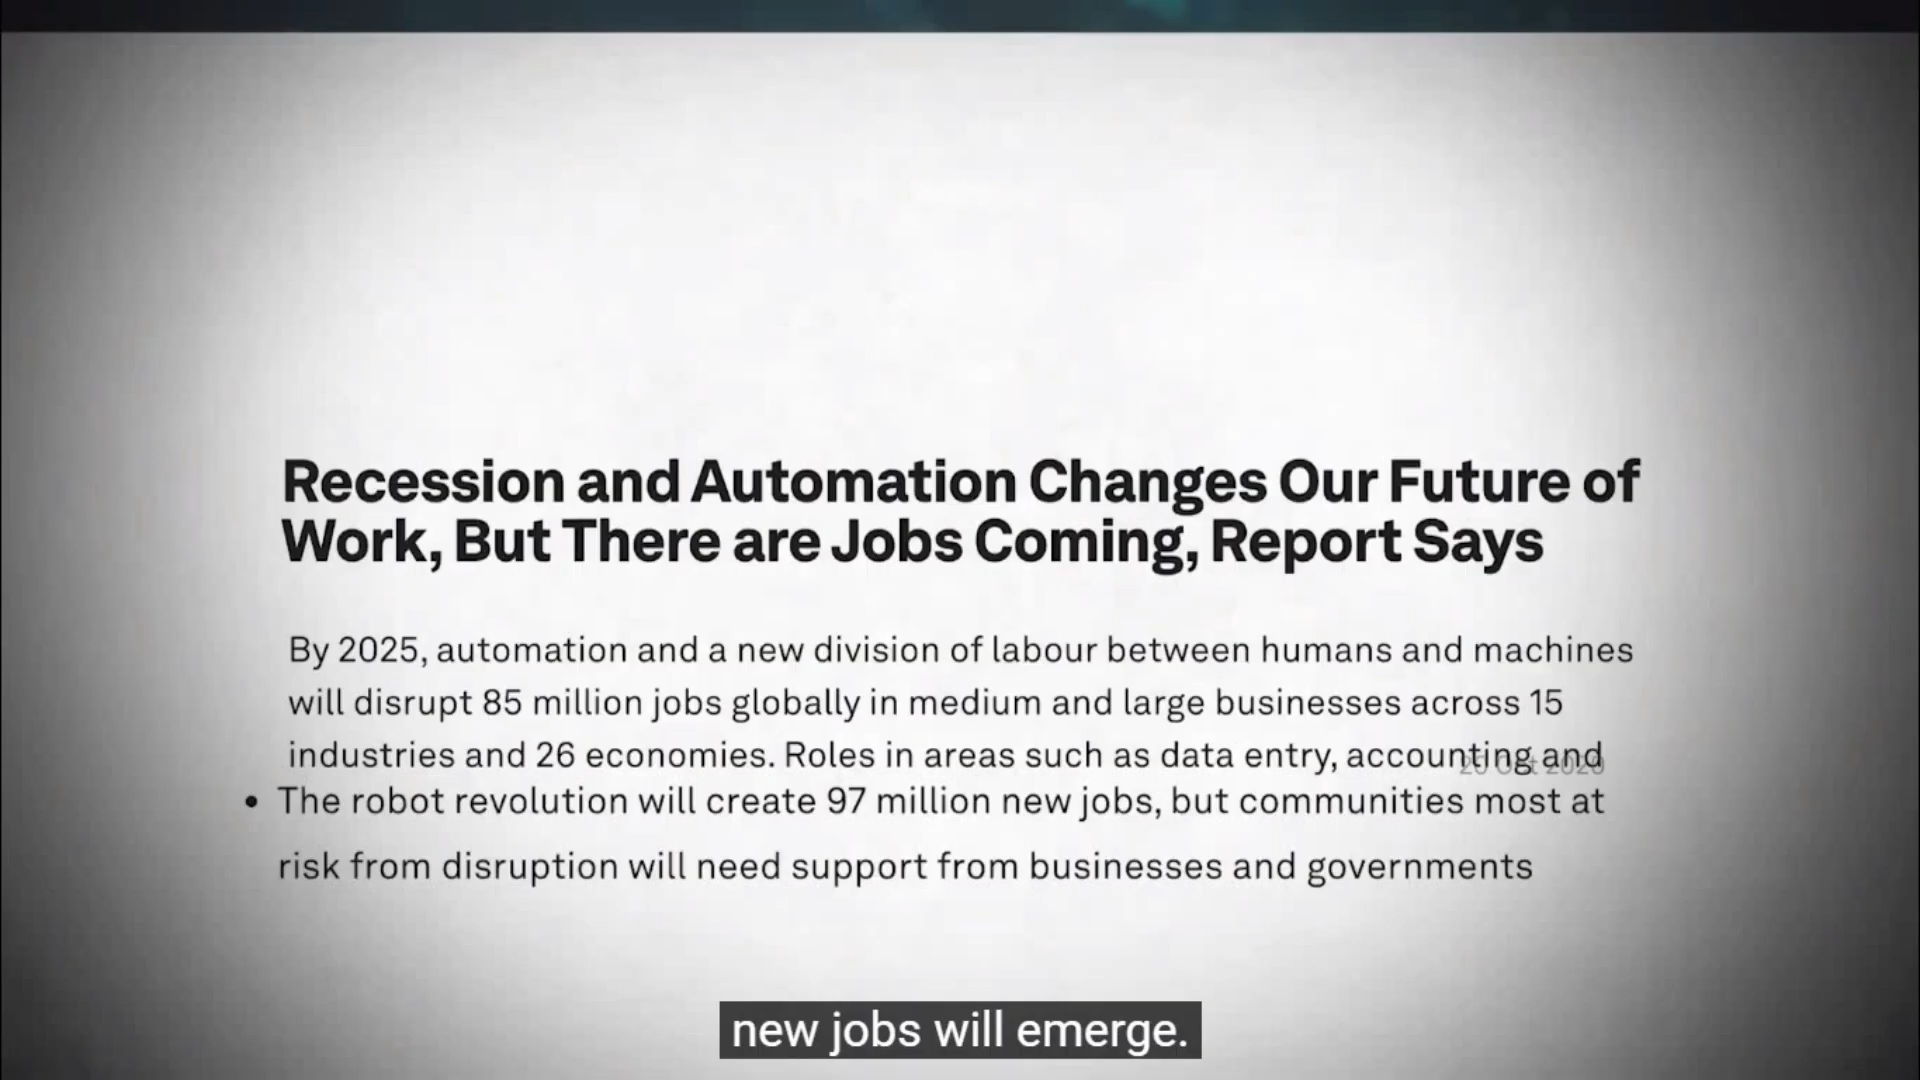 Recession and Automation Changes Our Future of
Work, But There are Jobs Coming, Report Says
By 2025, automation and a new division of labour between humans and machines
will disrupt 85 million jobs globally in medium and large businesses across 15
industries and 26 economies. Roles in areas such as data entry, accounting and
20 Oct 2020
• The robot revolution will create 97 million new jobs, but communities most at
risk from disruption will need support from businesses and governments
new jobs will emerge.